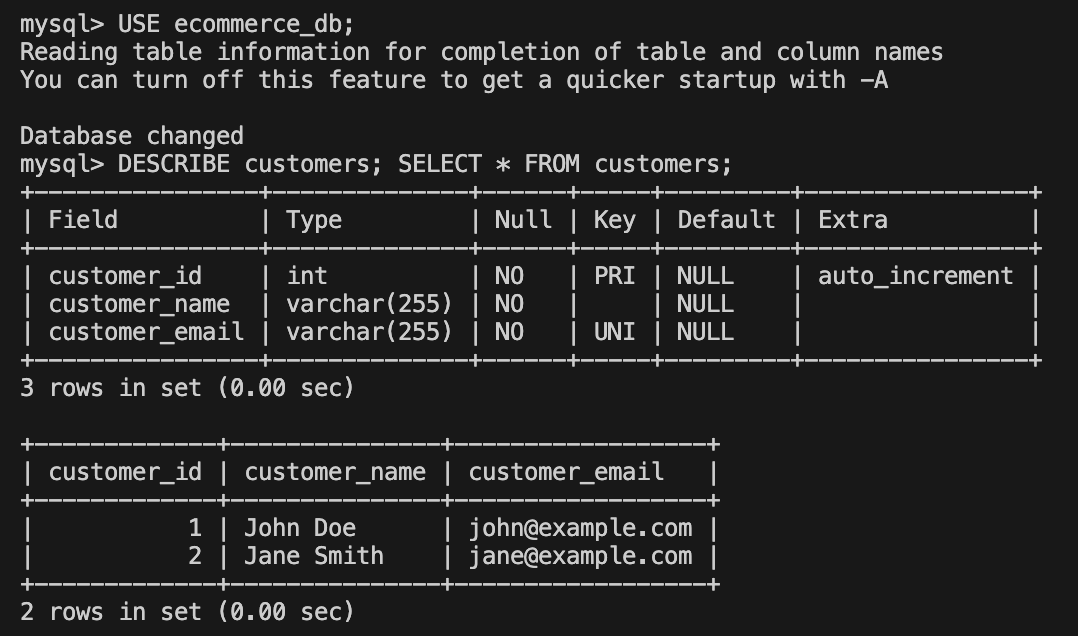 mysql> USE ecommerce_db;
Reading table information for completion of table and column names
You can turn off this feature to get a quicker startup with -A

Database changed
mysql> DESCRIBE customers; SELECT * FROM customers;
+----------------+--------------+------+-----+---------+----------------+
| Field          | Type         | Null | Key | Default | Extra          |
+----------------+--------------+------+-----+---------+----------------+
| customer_id    | int          | NO   | PRI | NULL    | auto_increment |
| customer_name  | varchar(255) | NO   |     | NULL    |                |
| customer_email | varchar(255) | NO   | UNI | NULL    |                |
+----------------+--------------+------+-----+---------+----------------+
3 rows in set (0.00 sec)

+-------------+---------------+------------------+
| customer_id | customer_name | customer_email   |
+-------------+---------------+------------------+
|           1 | John Doe      | john@example.com |
|           2 | Jane Smith    | jane@example.com |
+-------------+---------------+------------------+
2 rows in set (0.00 sec)